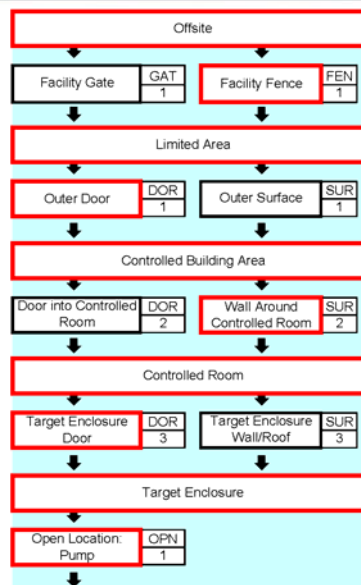 Offsite
Facility Gate
GAT
1
Facility Fence
FEN
1
Limited Area
Outer Door
DOR
1
Outer Surface
SUR
1
Controlled Building Area
Door into Controlled
Room
DOR
2
Wall Around
Controlled Room
SUR
2
Controlled Room
Target Enclosure
Door
DOR
3
Target Enclosure
Wall/Roof
SUR
3
Target Enclosure
Open Location:
Pump
OPN
1